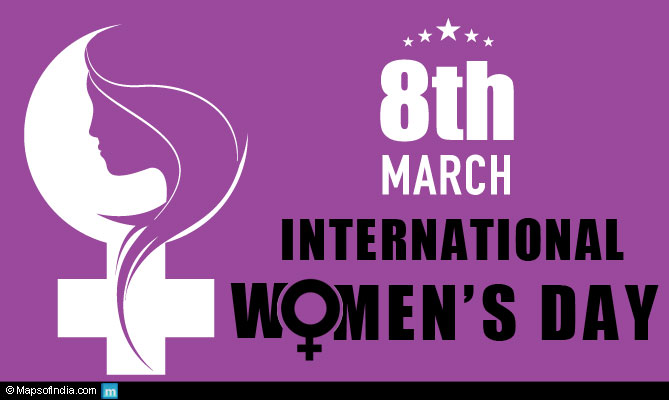 8th
MARCH
INTERNATIONAL
WOMEN'S DAY
© MapsofIndia.com m